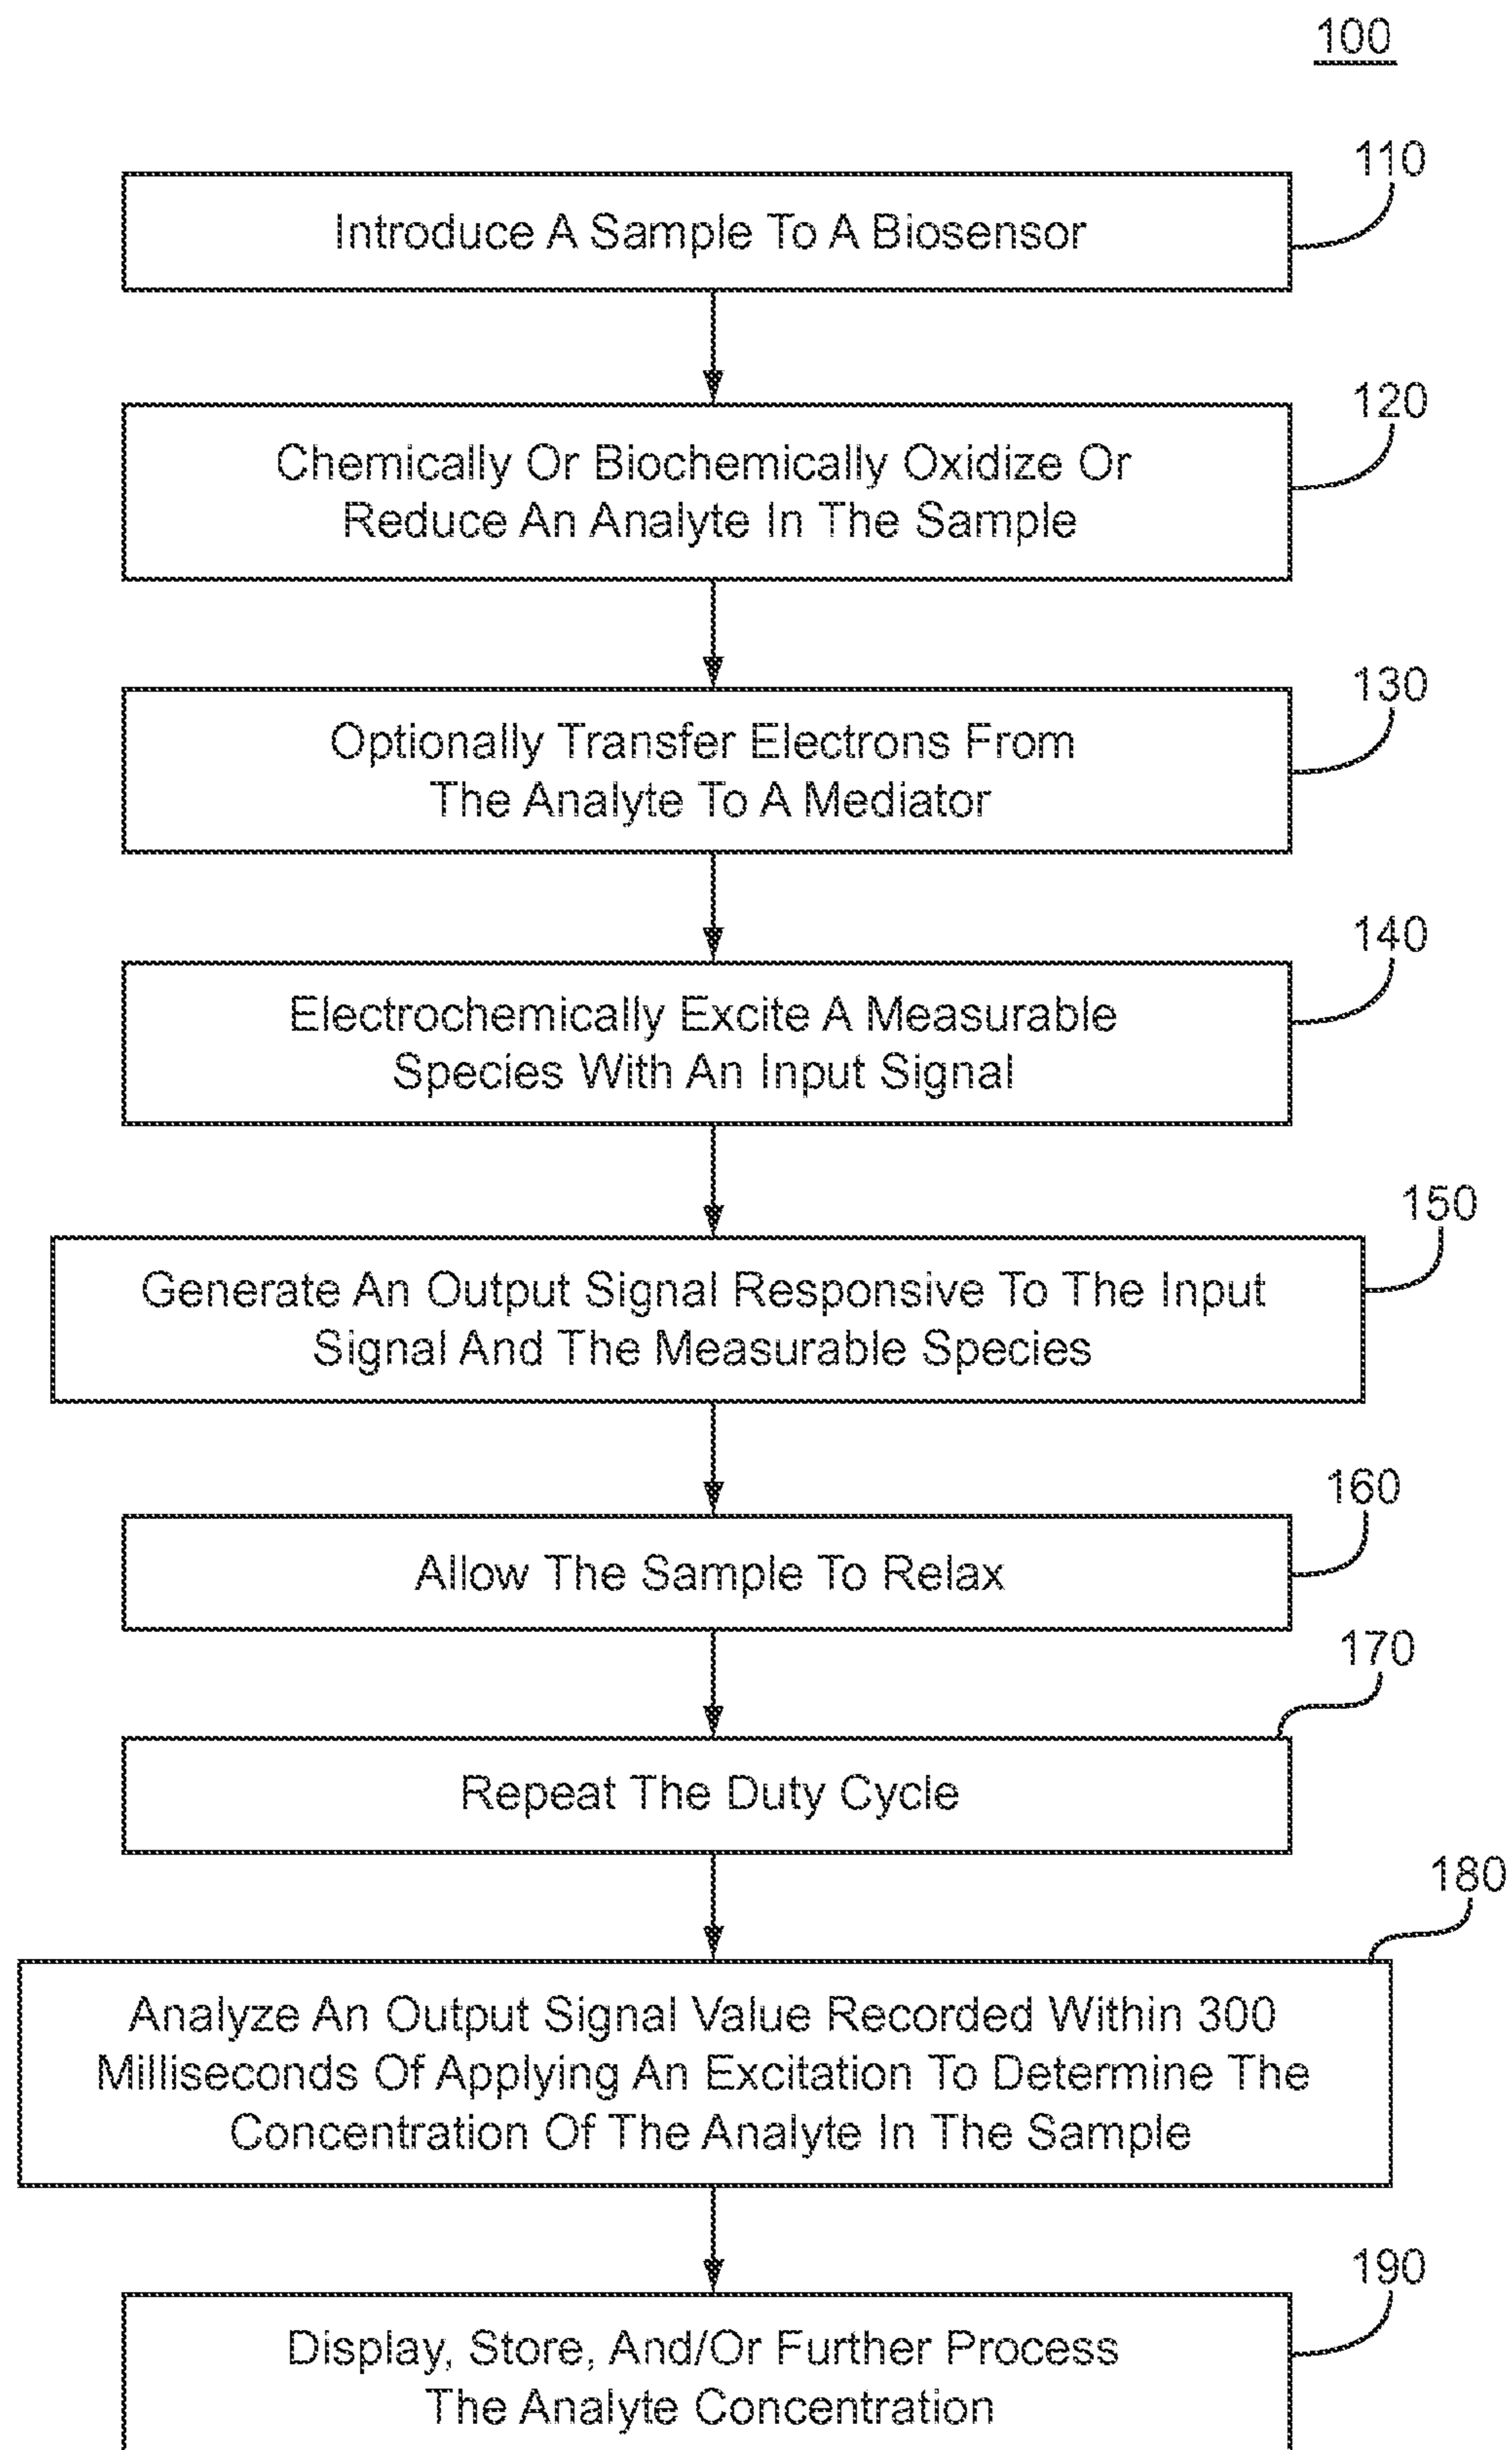 100
110
Introduce A Sample To A Biosensor
120
Chemically Or Biochemically Oxidize Or
Reduce An Analyte In The Sample
130
Optionally Transfer Electrons From
The Analyte To A Mediator
140
Electrochemically Excite A Measurable
Species With An Input Signal
150
Generate An Output Signal Responsive To The Input
Signal And The Measurable Species
160
Allow The Sample To Relax
170
Repeat The Duty Cycle
180
Analyze An Output Signal Value Recorded Within 300
Milliseconds Of Applying An Excitation To Determine The
Concentration Of The Analyte In The Sample
190
Display, Store, And/Or Further Process
The Analyte Concentration